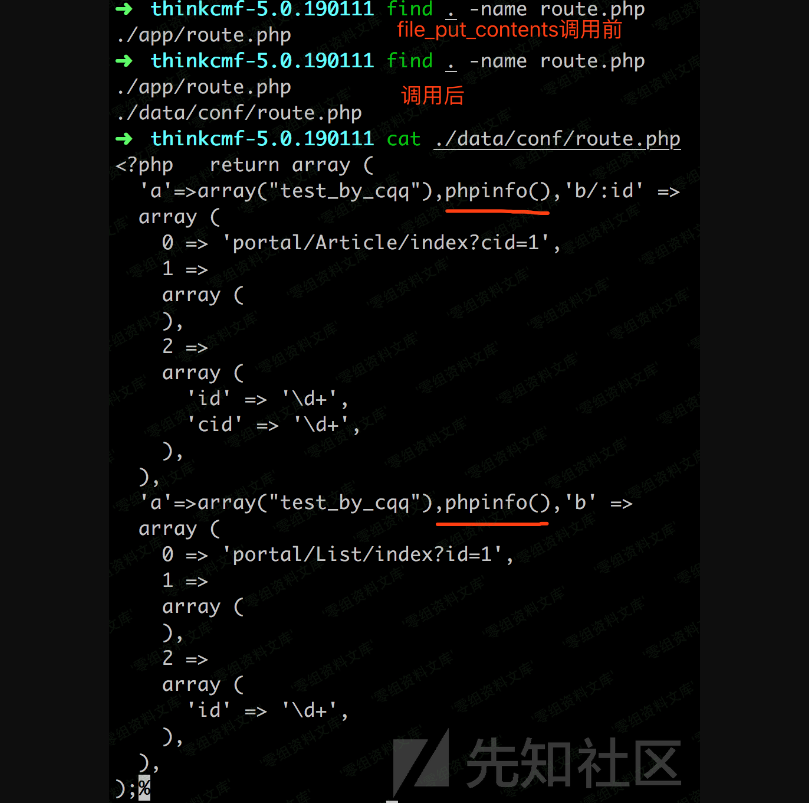 ➜ thinkcmf-5.0.190111 find . -name route.php
./app/route.php file_put_contents调用前
➜ thinkcmf-5.0.190111 find . -name route.php
./app/route.php 调用后
./data/conf/route.php
➜ thinkcmf-5.0.190111 cat ./data/conf/route.php
<?php   return array (
  'a'=>array("test_by_cqq"),phpinfo(),'b/:id' =>
  array (
    0 => 'portal/Article/index?cid=1',
    1 =>
    array (
    ),
    2 =>
    array (
      'id' => '\d+',
      'cid' => '\d+',
    ),
  ),
  'a'=>array("test_by_cqq"),phpinfo(),'b' =>
  array (
    0 => 'portal/List/index?id=1',
    1 =>
    array (
    ),
    2 =>
    array (
      'id' => '\d+',
    ),
  ),
);%
先知社区
零组资料文库